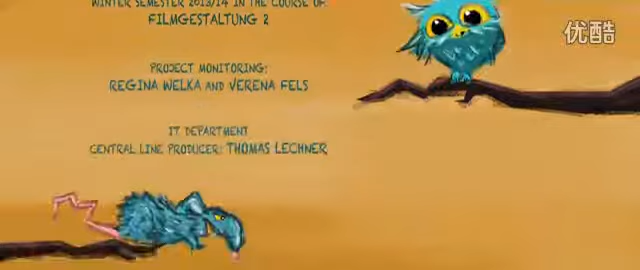 WINTER SEMESTER 2013/14 IN THE COURSE OF
FILMGESTALTUNG 2
优酷
PROJECT MONITORING:
REGINA WELKA AND VERENA FELS
IT DEPARTMENT
CENTRAL LINE PRODUCER: THOMAS LECHNER